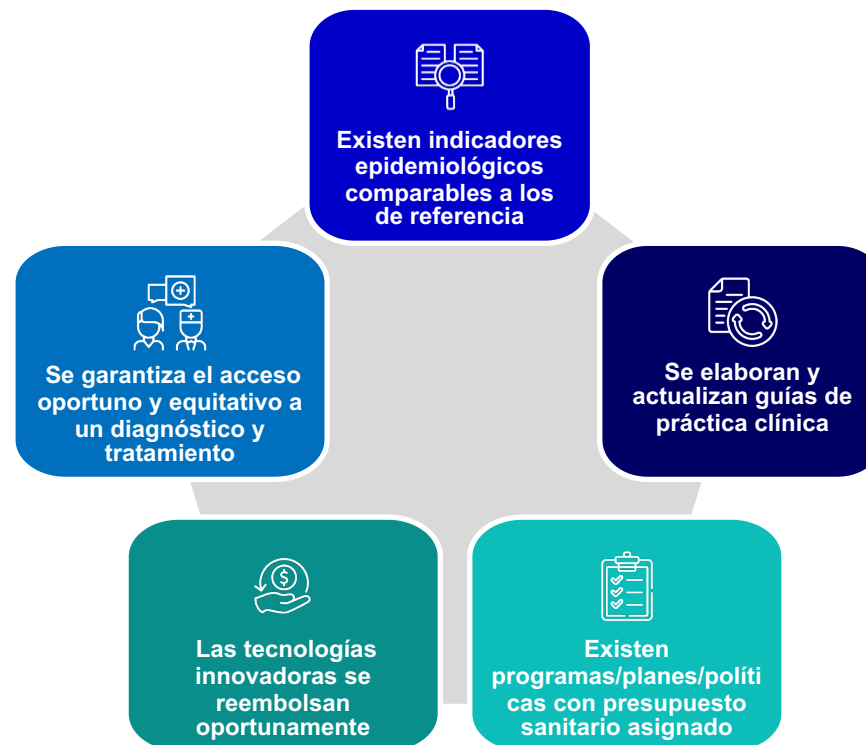 Existen indicadores
epidemiológicos
comparables a los
de referencia
Se garantiza el acceso
oportuno y equitativo a
un diagnóstico y
tratamiento
Se elaboran y
actualizan guías de
práctica clínica
Las tecnologías
innovadoras se
reembolsan
oportunamente
Existen
programas/planes/políti
cas con presupuesto
sanitario asignado